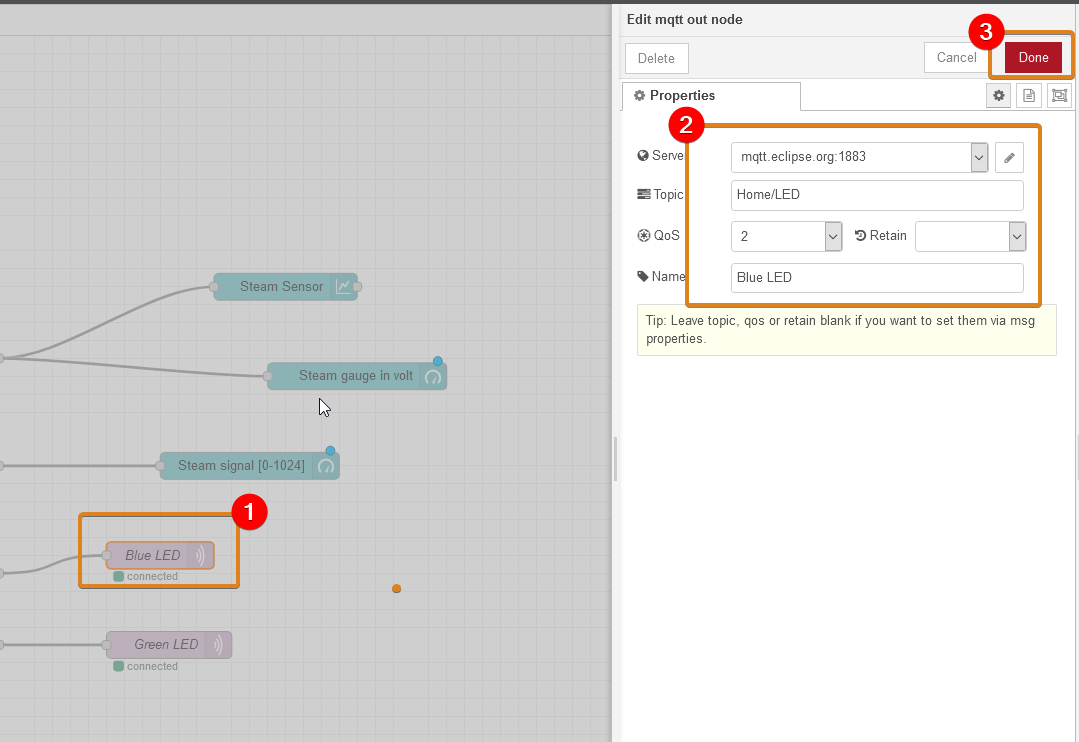 Edit mqtt out node
3
Delete
Cancel
Done
Properties
2
Serve
mqtt.eclipse.org:1883
Topic
Home/LED
QoS
2
Retain
Name
Blue LED
Tip: Leave topic, qos or retain blank if you want to set them via msg
properties.
Steam Sensor
Steam gauge in volt
Steam signal [0-1024]
1
Blue LED
connected
Green LED
connected